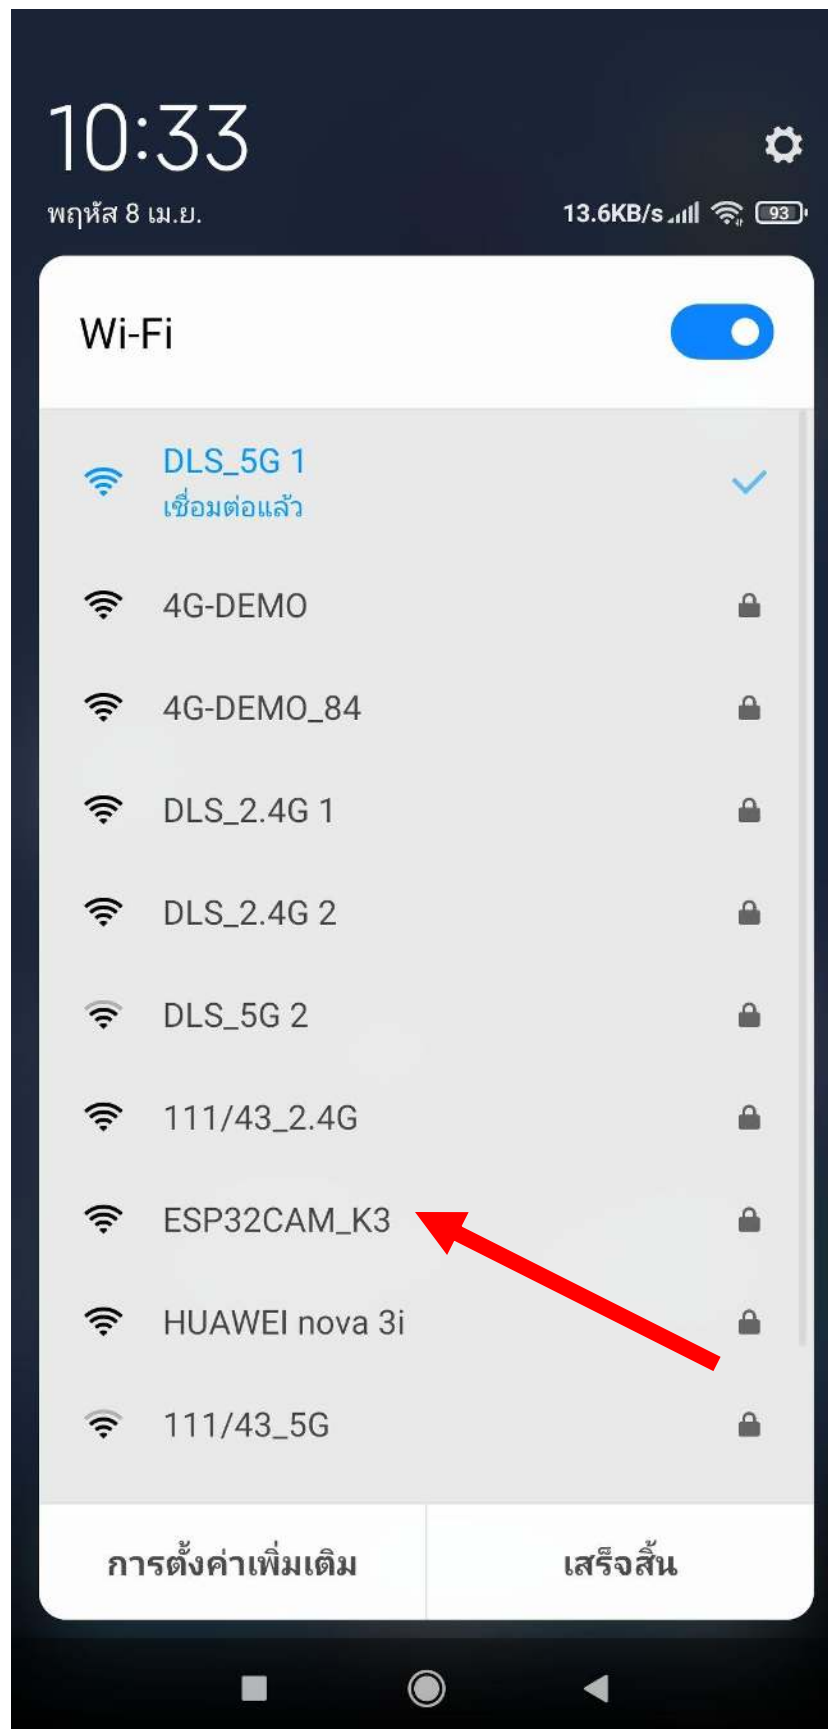 10:33
พฤหัส 8 เม.ย.
13.6KB/s 93
Wi-Fi
DLS_5G 1
เชื่อมต่อแล้ว
4G-DEMO
4G-DEMO_84
DLS_2.4G 1
DLS_2.4G 2
DLS_5G 2
111/43_2.4G
ESP32CAM_K3
HUAWEI nova 3i
111/43_5G
การตั้งค่าเพิ่มเติม
เสร็จสิ้น